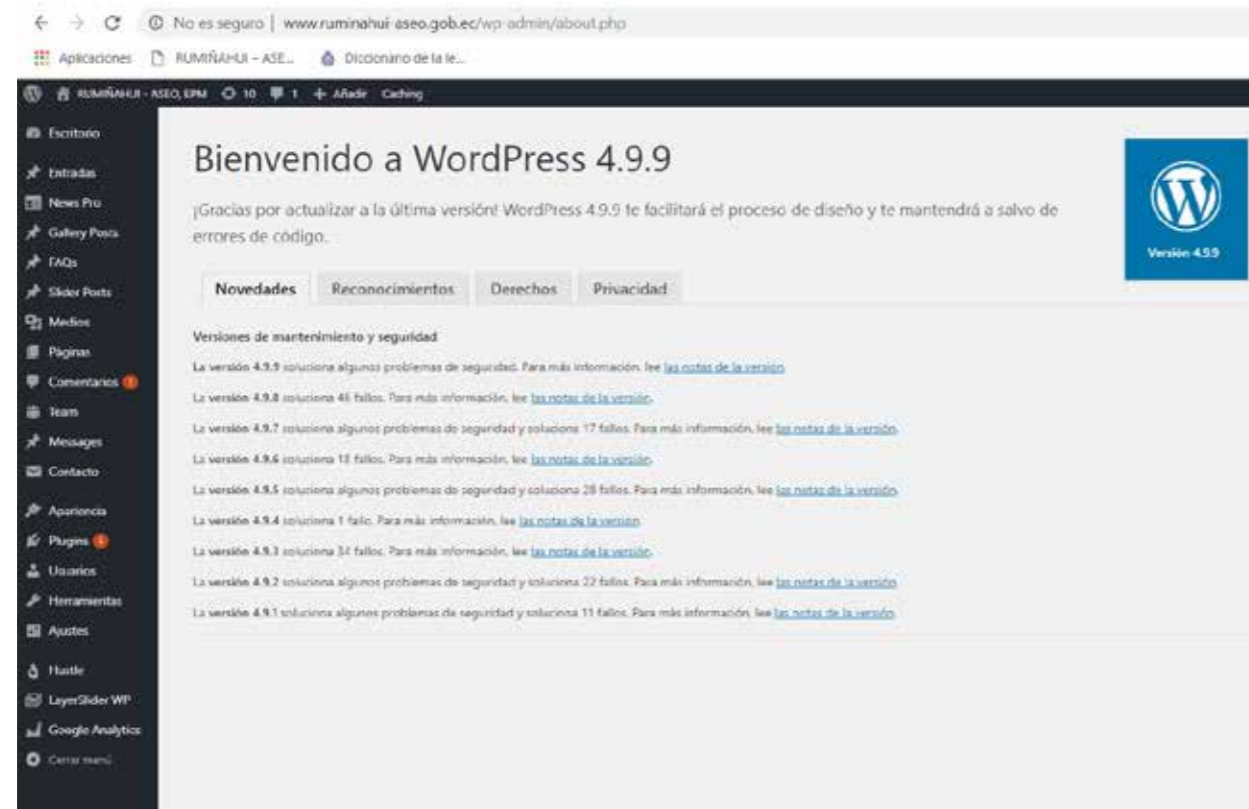 No es seguro | www.ruminahui-aseo.gob.ec/wp-admin/about.php
Aplicaciones RUMIÑAHUI – ASE... Diccionario de la le...
RUMIÑAHUI - ASEO, EPM 10 1 + Añadir Caching
Escritorio
Entradas
News Pro
Gallery Posts
FAQs
Slider Posts
Medios
Páginas
Comentarios 1
Team
Messages
Contacto
Apariencia
Plugins
Usuarios
Herramientas
Ajustes
Hustle
LayerSlider WP
Google Analytics
Cerrar menú
Bienvenido a WordPress 4.9.9
¡Gracias por actualizar a la última versión! WordPress 4.9.9 te facilitará el proceso de diseño y te mantendrá a salvo de
errores de código.
Versión 4.9.9
Novedades Reconocimientos Derechos Privacidad
Versiones de mantenimiento y seguridad
La versión 4.9.9 soluciona algunos problemas de seguridad. Para más información, lee las notas de la versión.
La versión 4.9.8 soluciona 46 fallos. Para más información, lee las notas de la versión.
La versión 4.9.7 soluciona algunos problemas de seguridad y soluciona 17 fallos. Para más información, lee las notas de la versión.
La versión 4.9.6 soluciona 18 fallos. Para más información, lee las notas de la versión.
La versión 4.9.5 soluciona algunos problemas de seguridad y soluciona 28 fallos. Para más información, lee las notas de la versión.
La versión 4.9.4 soluciona 1 fallo. Para más información, lee las notas de la versión.
La versión 4.9.3 soluciona 34 fallos. Para más información, lee las notas de la versión.
La versión 4.9.2 soluciona algunos problemas de seguridad y soluciona 22 fallos. Para más información, lee las notas de la versión.
La versión 4.9.1 soluciona algunos problemas de seguridad y soluciona 11 fallos. Para más información, lee las notas de la versión.